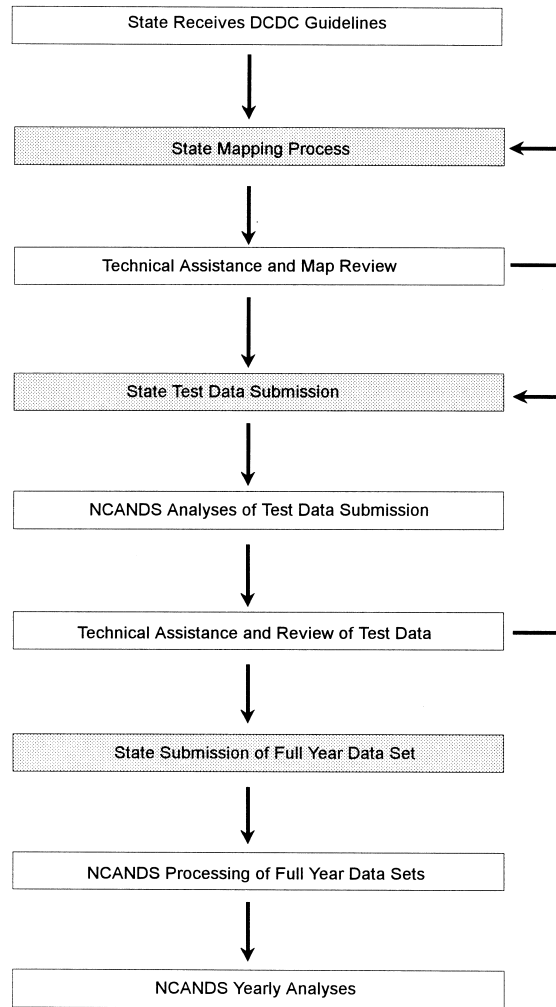 State Receives DCDC Guidelines
State Mapping Process
Technical Assistance and Map Review
State Test Data Submission
NCANDS Analyses of Test Data Submission
Technical Assistance and Review of Test Data
State Submission of Full Year Data Set
NCANDS Processing of Full Year Data Sets
NCANDS Yearly Analyses